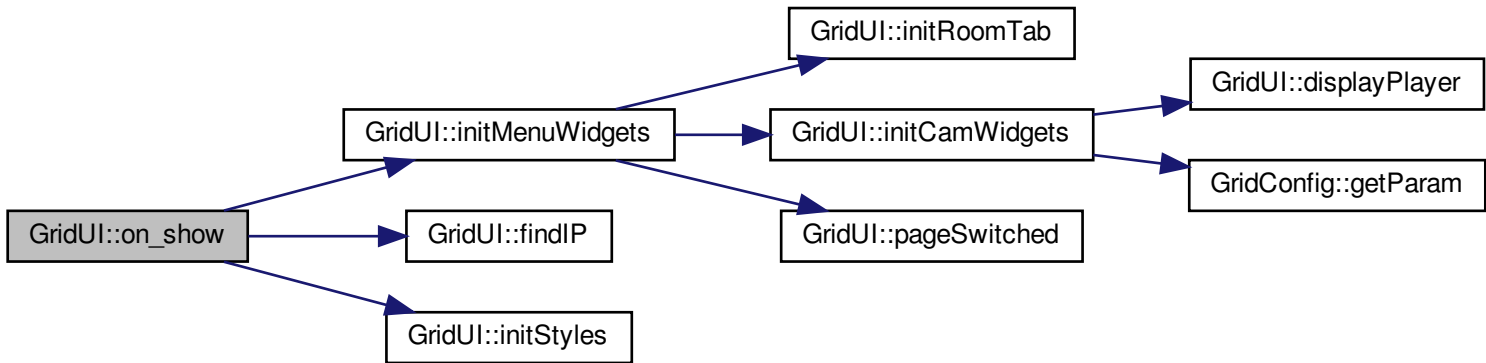 GridUI::initRoomTab
GridUI::displayPlayer
GridUI::initMenuWidgets
GridUI::initCamWidgets
GridConfig::getParam
GridUI::on_show
GridUI::findIP
GridUI::pageSwitched
GridUI::initStyles